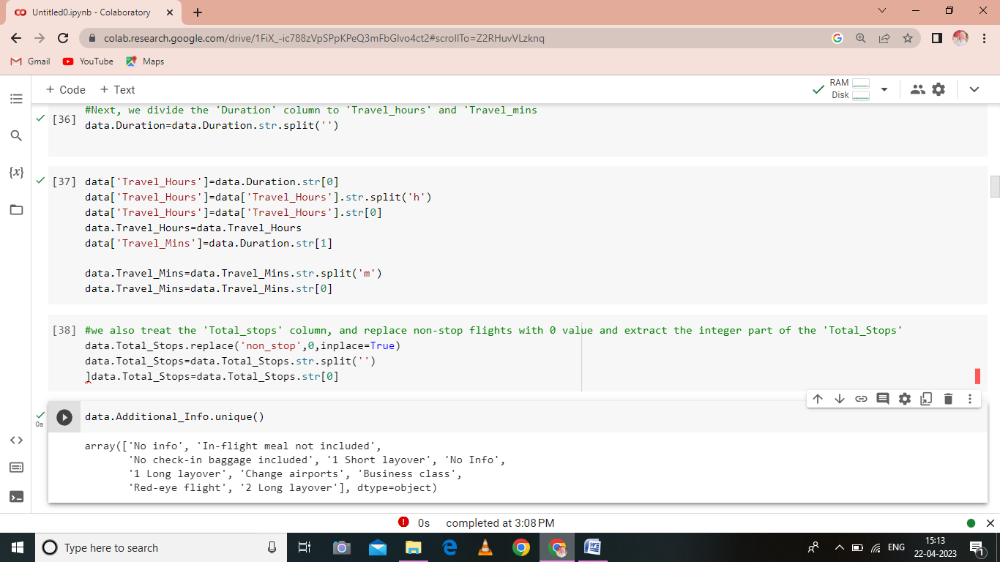 Untitled0.ipynb - Colaboratory
colab.research.google.com/drive/1FiX_-ic788zVpSPpKPeQ3mFbGlvo4ct2#scrollTo=Z2RHuvVLzknq
Gmail YouTube Maps
+ Code + Text
RAM
Disk
#Next, we divide the 'Duration' column to 'Travel_hours' and 'Travel_mins
[36]
data.Duration=data.Duration.str.split('')
[37] data['Travel_Hours']=data.Duration.str[0]
data['Travel_Hours']=data['Travel_Hours'].str.split('h')
data['Travel_Hours']=data['Travel_Hours'].str[0]
data.Travel_Hours=data.Travel_Hours
data['Travel_Mins']=data.Duration.str[1]
data.Travel_Mins=data.Travel_Mins.str.split('m')
data.Travel_Mins=data.Travel_Mins.str[0]
[38] #we also treat the 'Total_stops' column, and replace non-stop flights with 0 value and extract the integer part of the 'Total_Stops'
data.Total_Stops.replace('non_stop',0,inplace=True)
data.Total_Stops=data.Total_Stops.str.split('')
]data.Total_Stops=data.Total_Stops.str[0]
0s
data.Additional_Info.unique()
array(['No info', 'In-flight meal not included',
'No check-in baggage included', '1 Short layover', 'No Info',
'1 Long layover', 'Change airports', 'Business class',
'Red-eye flight', '2 Long layover'], dtype=object)
0s completed at 3:08 PM
Type here to search
ENG
15:13
22-04-2023
1